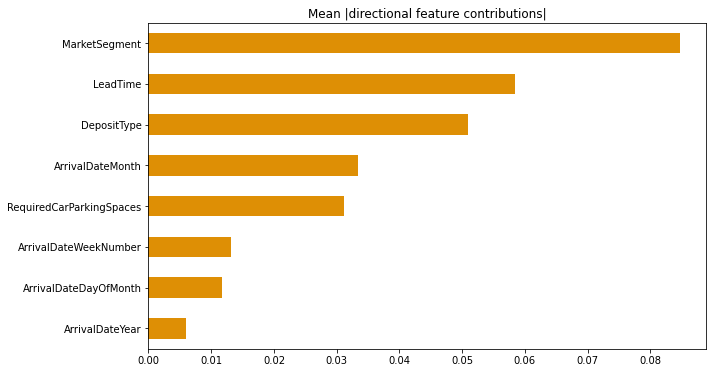 Mean |directional feature contributions|
MarketSegment
LeadTime
DepositType
ArrivalDateMonth
RequiredCarParkingSpaces
ArrivalDateWeekNumber
ArrivalDateDayOfMonth
ArrivalDateYear
0.00 0.01 0.02 0.03 0.04 0.05 0.06 0.07 0.08